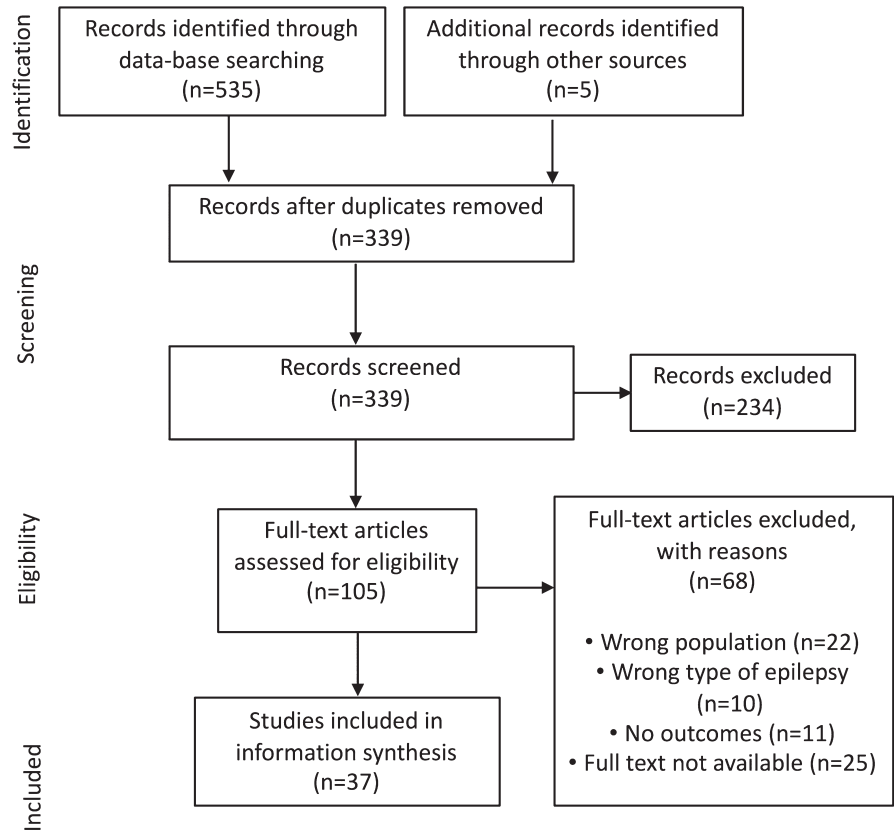 Identification
Records identified through
data-base searching
(n=535)
Additional records identified
through other sources
(n=5)
Records after duplicates removed
(n=339)
Screening
Records screened
(n=339)
Records excluded
(n=234)
Eligibility
Full-text articles
assessed for eligibility
(n=105)
Full-text articles excluded,
with reasons
(n=68)
• Wrong population (n=22)
• Wrong type of epilepsy
(n=10)
• No outcomes (n=11)
• Full text not available (n=25)
Included
Studies included in
information synthesis
(n=37)